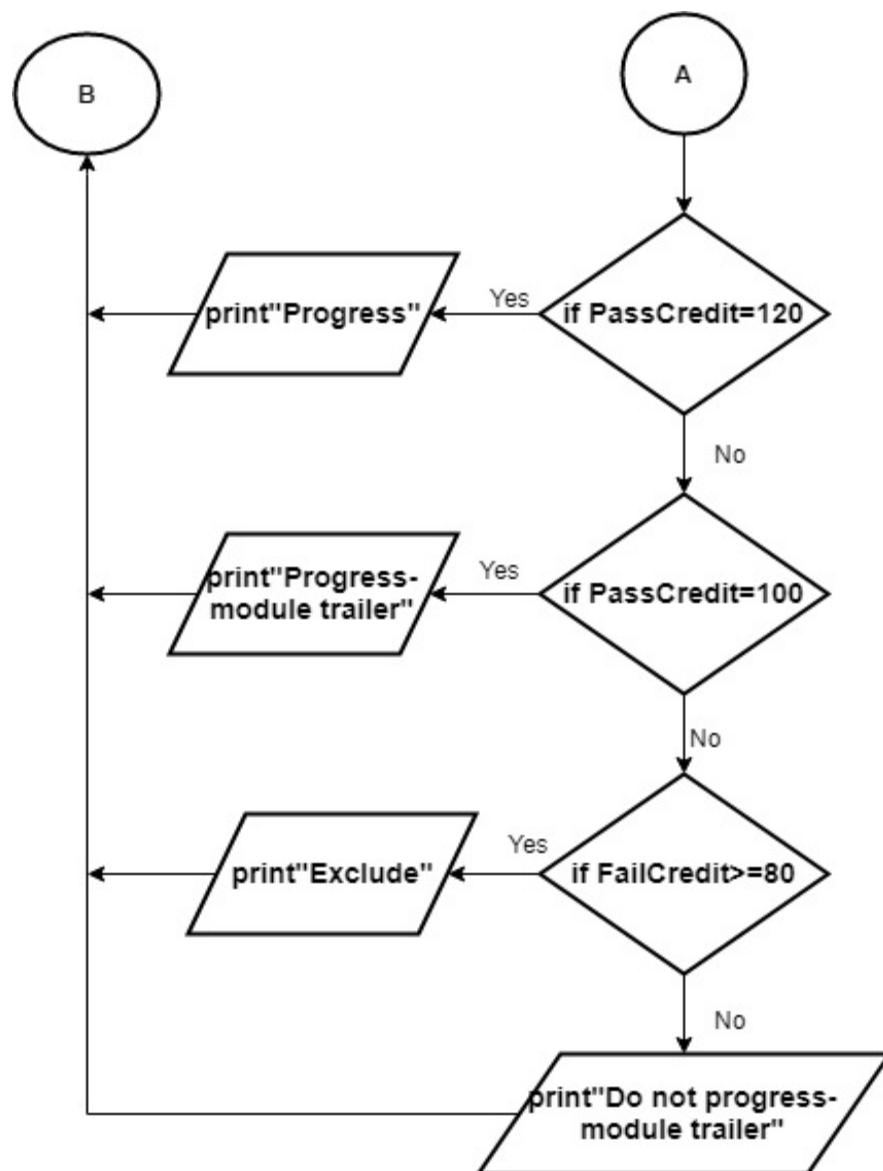 B
A
print"Progress"
Yes
if PassCredit=120
No
print"Progress-
module trailer"
Yes
if PassCredit=100
No
print"Exclude"
Yes
if FailCredit>=80
No
print"Do not progress-
module trailer"